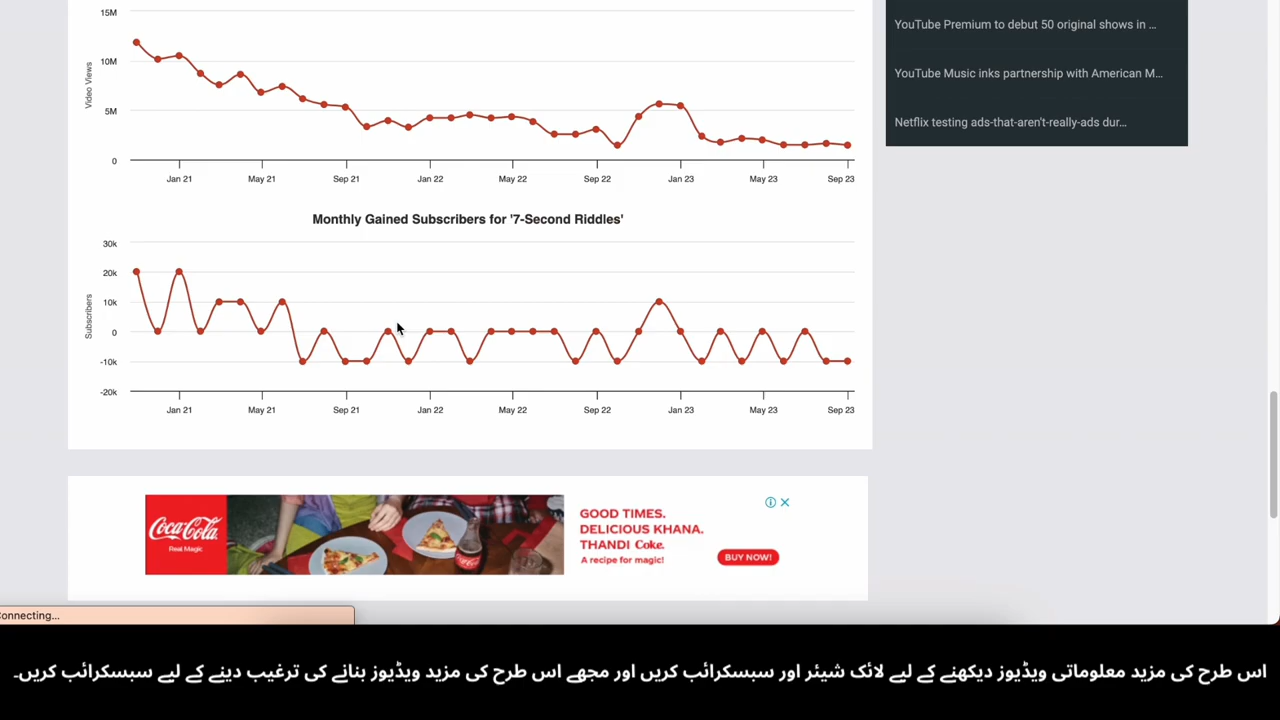 YouTube Premium to debut 50 original shows in ...
YouTube Music inks partnership with American M...
Netflix testing ads-that-aren't-really-ads dur...
15M
10M
5M
0
Video Views
Jan 21 May 21 Sep 21 Jan 22 May 22 Sep 22 Jan 23 May 23 Sep 23
Monthly Gained Subscribers for '7-Second Riddles'
30k
20k
10k
0
-10k
-20k
Subscribers
Jan 21 May 21 Sep 21 Jan 22 May 22 Sep 22 Jan 23 May 23 Sep 23
Coca-Cola
Real Magic
GOOD TIMES.
DELICIOUS KHANA.
THANDI Coke.
A recipe for magic!
BUY NOW!
Connecting...
اس طرح کی مزید معلوماتی ویڈیوز دیکھنے کے لیے لائک شیئر اور سبسکرائب کریں اور مجھے اس طرح کی مزید ویڈیوز بنانے کی ترغیب دینے کے لیے سبسکرائب کریں۔